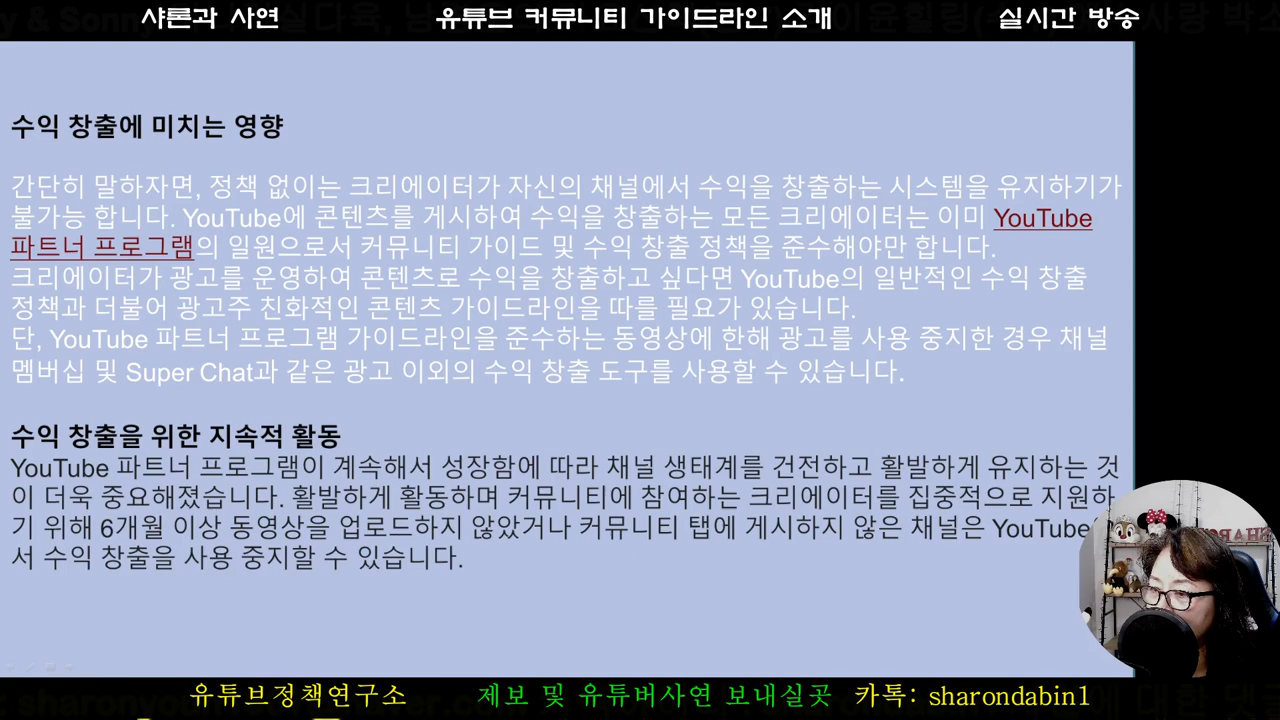 샤론과 사연 유튜브 커뮤니티 가이드라인 소개 실시간 방송
수익 창출에 미치는 영향
간단히 말하자면, 정책 없이는 크리에이터가 자신의 채널에서 수익을 창출하는 시스템을 유지하기가
불가능 합니다. YouTube에 콘텐츠를 게시하여 수익을 창출하는 모든 크리에이터는 이미 YouTube
파트너 프로그램의 일원으로서 커뮤니티 가이드 및 수익 창출 정책을 준수해야만 합니다.
크리에이터가 광고를 운영하여 콘텐츠로 수익을 창출하고 싶다면 YouTube의 일반적인 수익 창출
정책과 더불어 광고주 친화적인 콘텐츠 가이드라인을 따를 필요가 있습니다.
단, YouTube 파트너 프로그램 가이드라인을 준수하는 동영상에 한해 광고를 사용 중지한 경우 채널
멤버십 및 Super Chat과 같은 광고 이외의 수익 창출 도구를 사용할 수 있습니다.
수익 창출을 위한 지속적 활동
YouTube 파트너 프로그램이 계속해서 성장함에 따라 채널 생태계를 건전하고 활발하게 유지하는 것
이 더욱 중요해졌습니다. 활발하게 활동하며 커뮤니티에 참여하는 크리에이터를 집중적으로 지원하
기 위해 6개월 이상 동영상을 업로드하지 않았거나 커뮤니티 탭에 게시하지 않은 채널은 YouTube
서 수익 창출을 사용 중지할 수 있습니다.
유튜브정책연구소 제보 및 유튜버사연 보내실곳 카톡: sharondabin1